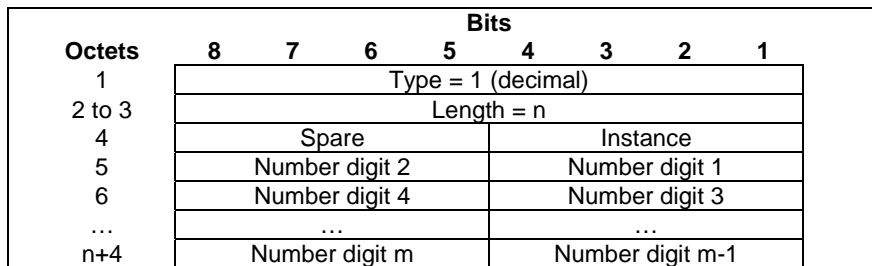 Bits
Octets 8 7 6 5 4 3 2 1
1 Type = 1 (decimal)
2 to 3 Length = n
4 Spare Instance
5 Number digit 2 Number digit 1
6 Number digit 4 Number digit 3
… … …
n+4 Number digit m Number digit m-1